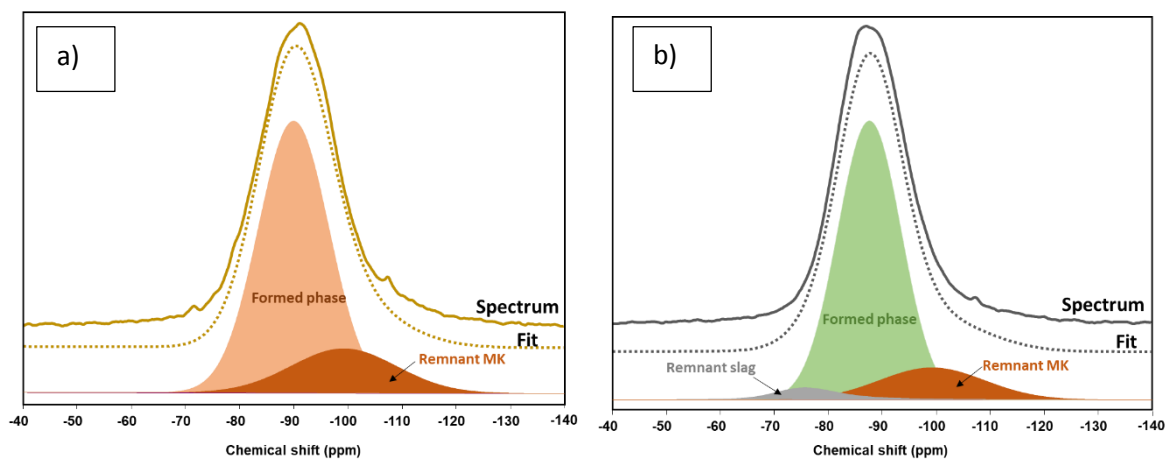 a)
Formed phase
Spectrum
Fit
Remnant MK
-40 -50 -60 -70 -80 -90 -100 -110 -120 -130 -140
Chemical shift (ppm)
b)
Formed phase
Spectrum
Fit
Remnant slag
Remnant MK
-40 -50 -60 -70 -80 -90 -100 -110 -120 -130 -140
Chemical shift (ppm)